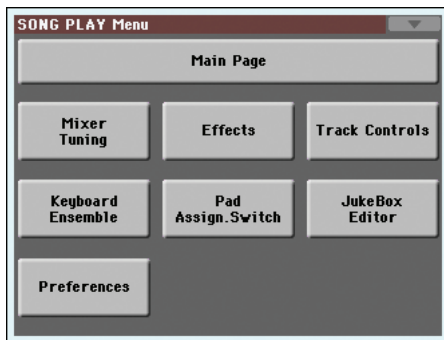 SONG PLAY Menu
Main Page
Mixer
Tuning
Effects
Track Controls
Keyboard
Ensemble
Pad
Assign.Switch
JukeBox
Editor
Preferences